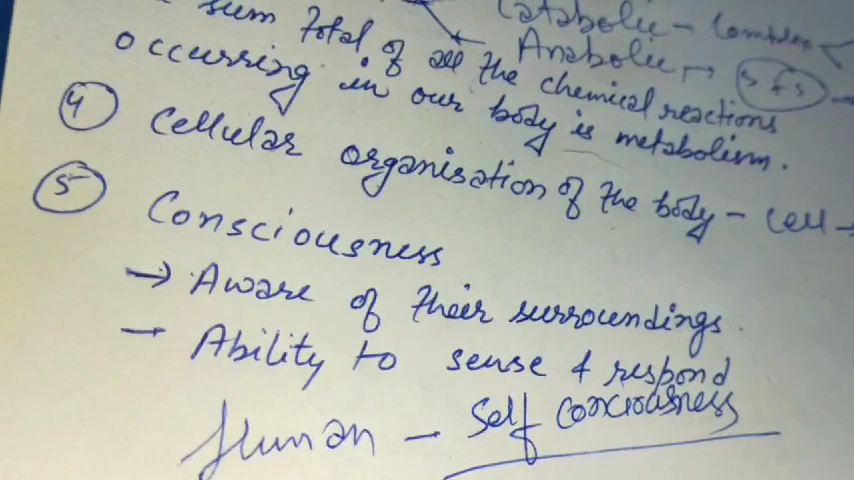 Catabolic - Complex
Anabolic →
sum total of all the chemical reactions
occurring in our body is metabolism.
④ Cellular organisation of the body - Cell →
⑤ Consciousness
→ Aware of their surroundings.
- Ability to sense & respond
Human - Self conciousness